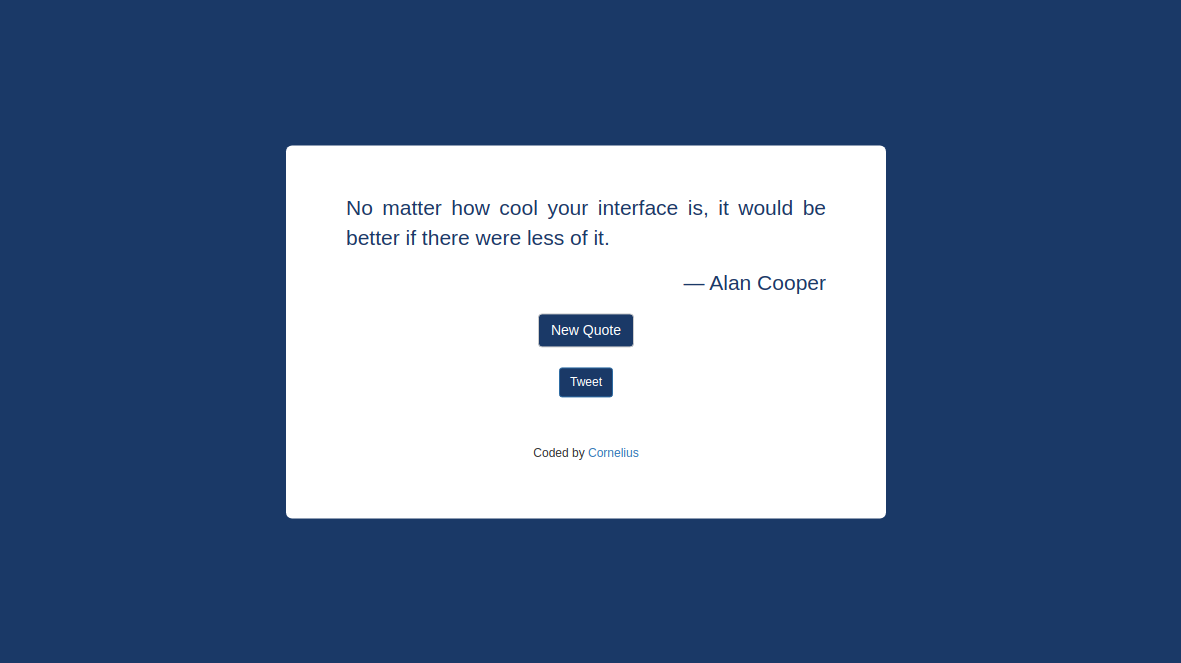 No matter how cool your interface is, it would be
better if there were less of it.
— Alan Cooper
New Quote
Tweet
Coded by Cornelius